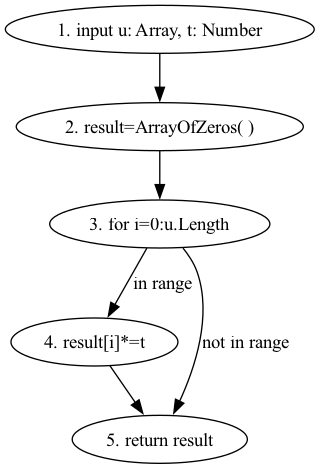 1. input u: Array, t: Number
2. result=ArrayOfZeros( )
3. for i=0:u.Length
in range
4. result[i]*=t
not in range
5. return result